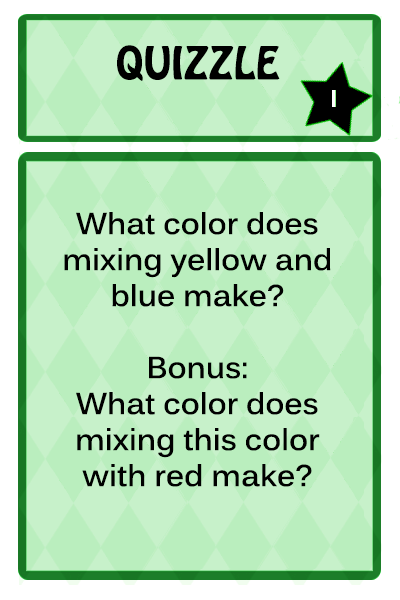 QUIZZLE
1
What color does
mixing yellow and
blue make?
Bonus:
What color does
mixing this color
with red make?